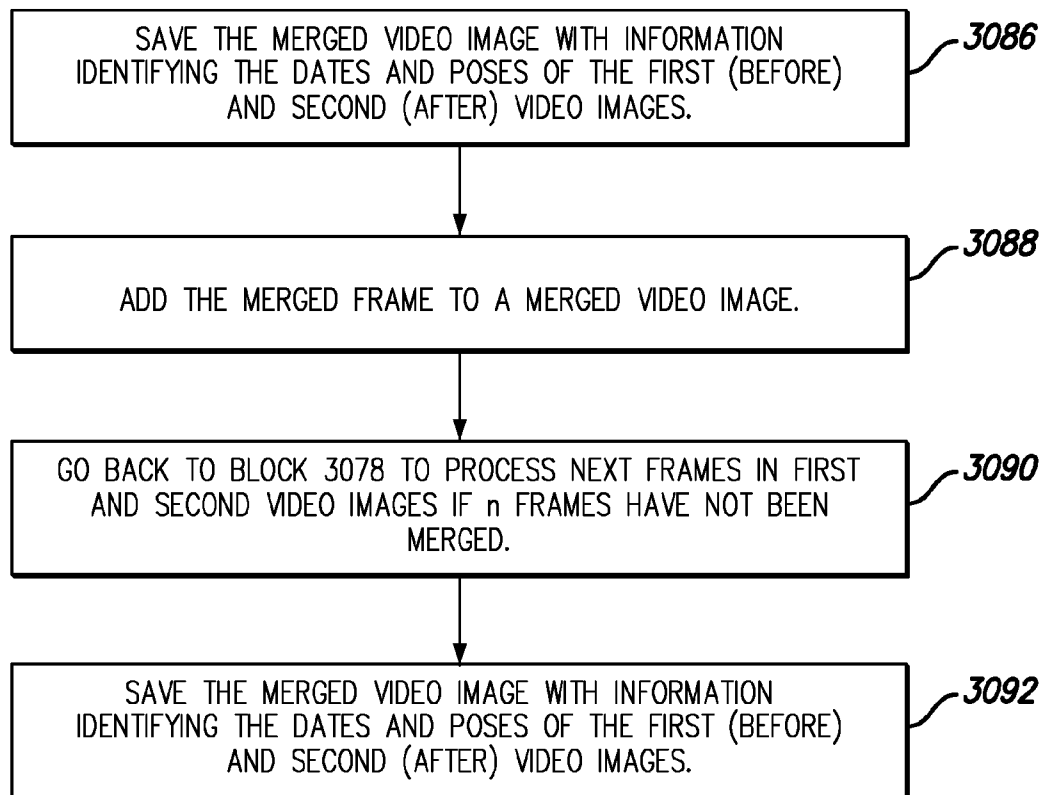 SAVE THE MERGED VIDEO IMAGE WITH INFORMATION
IDENTIFYING THE DATES AND POSES OF THE FIRST (BEFORE)
AND SECOND (AFTER) VIDEO IMAGES.
3086
ADD THE MERGED FRAME TO A MERGED VIDEO IMAGE.
3088
GO BACK TO BLOCK 3078 TO PROCESS NEXT FRAMES IN FIRST
AND SECOND VIDEO IMAGES IF n FRAMES HAVE NOT BEEN
MERGED.
3090
SAVE THE MERGED VIDEO IMAGE WITH INFORMATION
IDENTIFYING THE DATES AND POSES OF THE FIRST (BEFORE)
AND SECOND (AFTER) VIDEO IMAGES.
3092